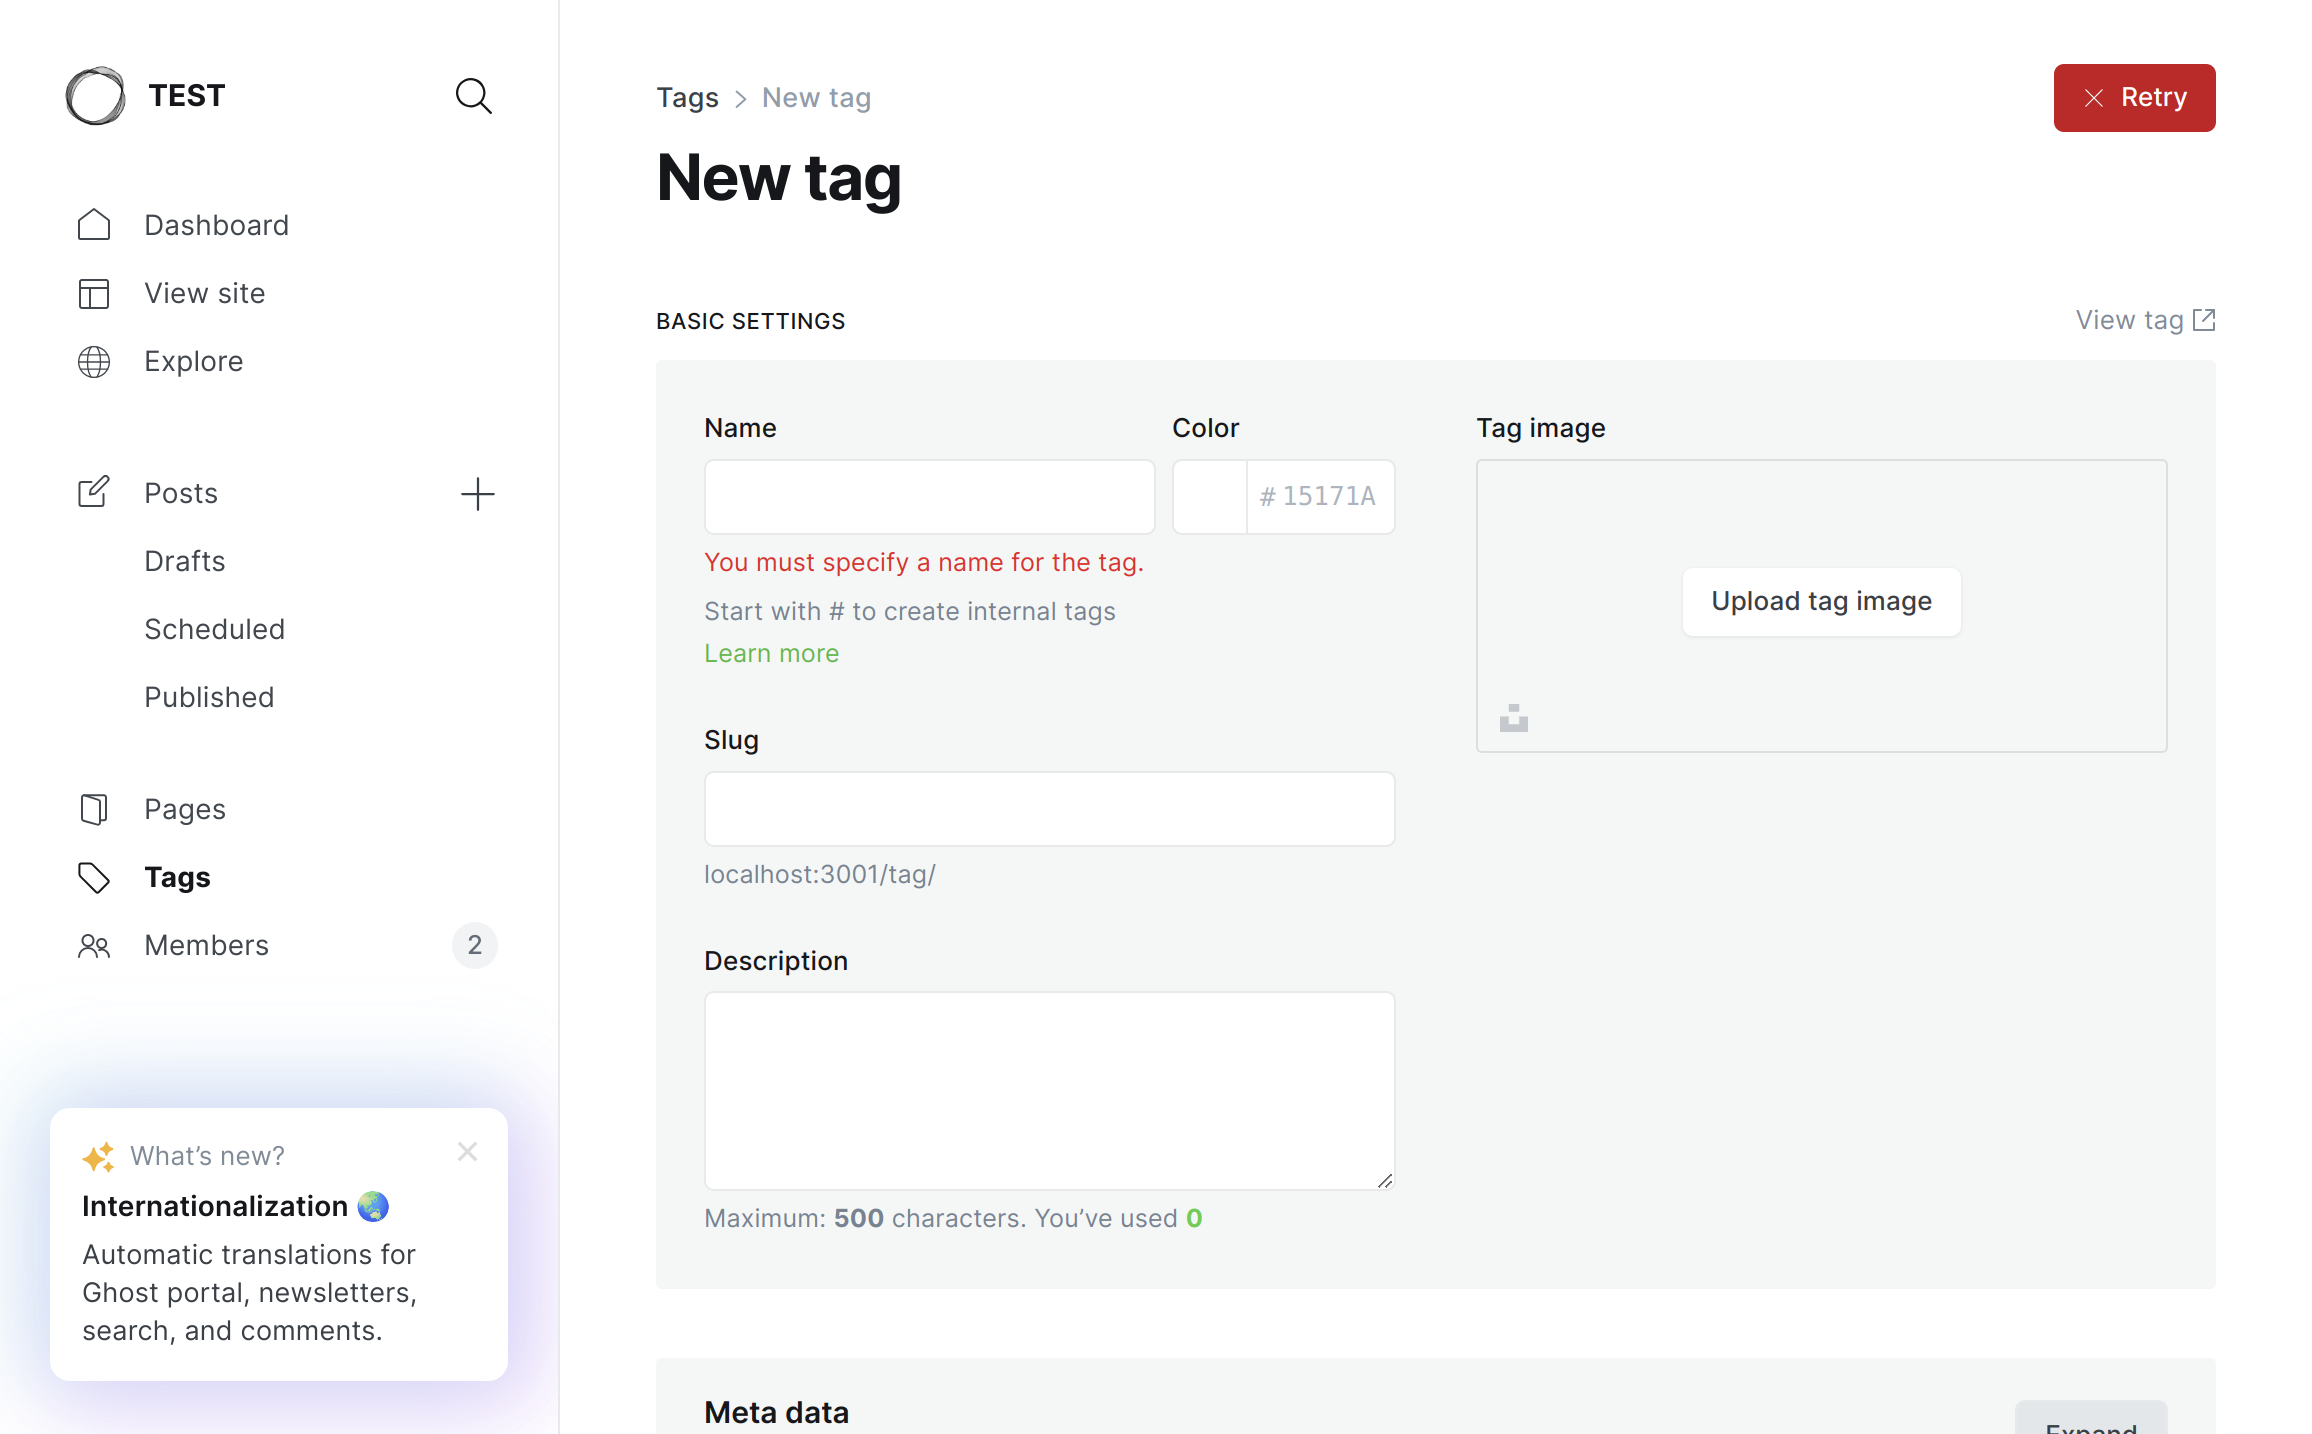 TEST
Dashboard
View site
Explore
Posts
Drafts
Scheduled
Published
Pages
Tags
Members
2
What’s new?
Internationalization 🌏
Automatic translations for
Ghost portal, newsletters,
search, and comments.
Tags > New tag
Retry
New tag
BASIC SETTINGS
View tag
Name
Color
# 15171A
You must specify a name for the tag.
Start with # to create internal tags
Learn more
Slug
localhost:3001/tag/
Description
Maximum: 500 characters. You’ve used 0
Tag image
Upload tag image
Meta data
Expand